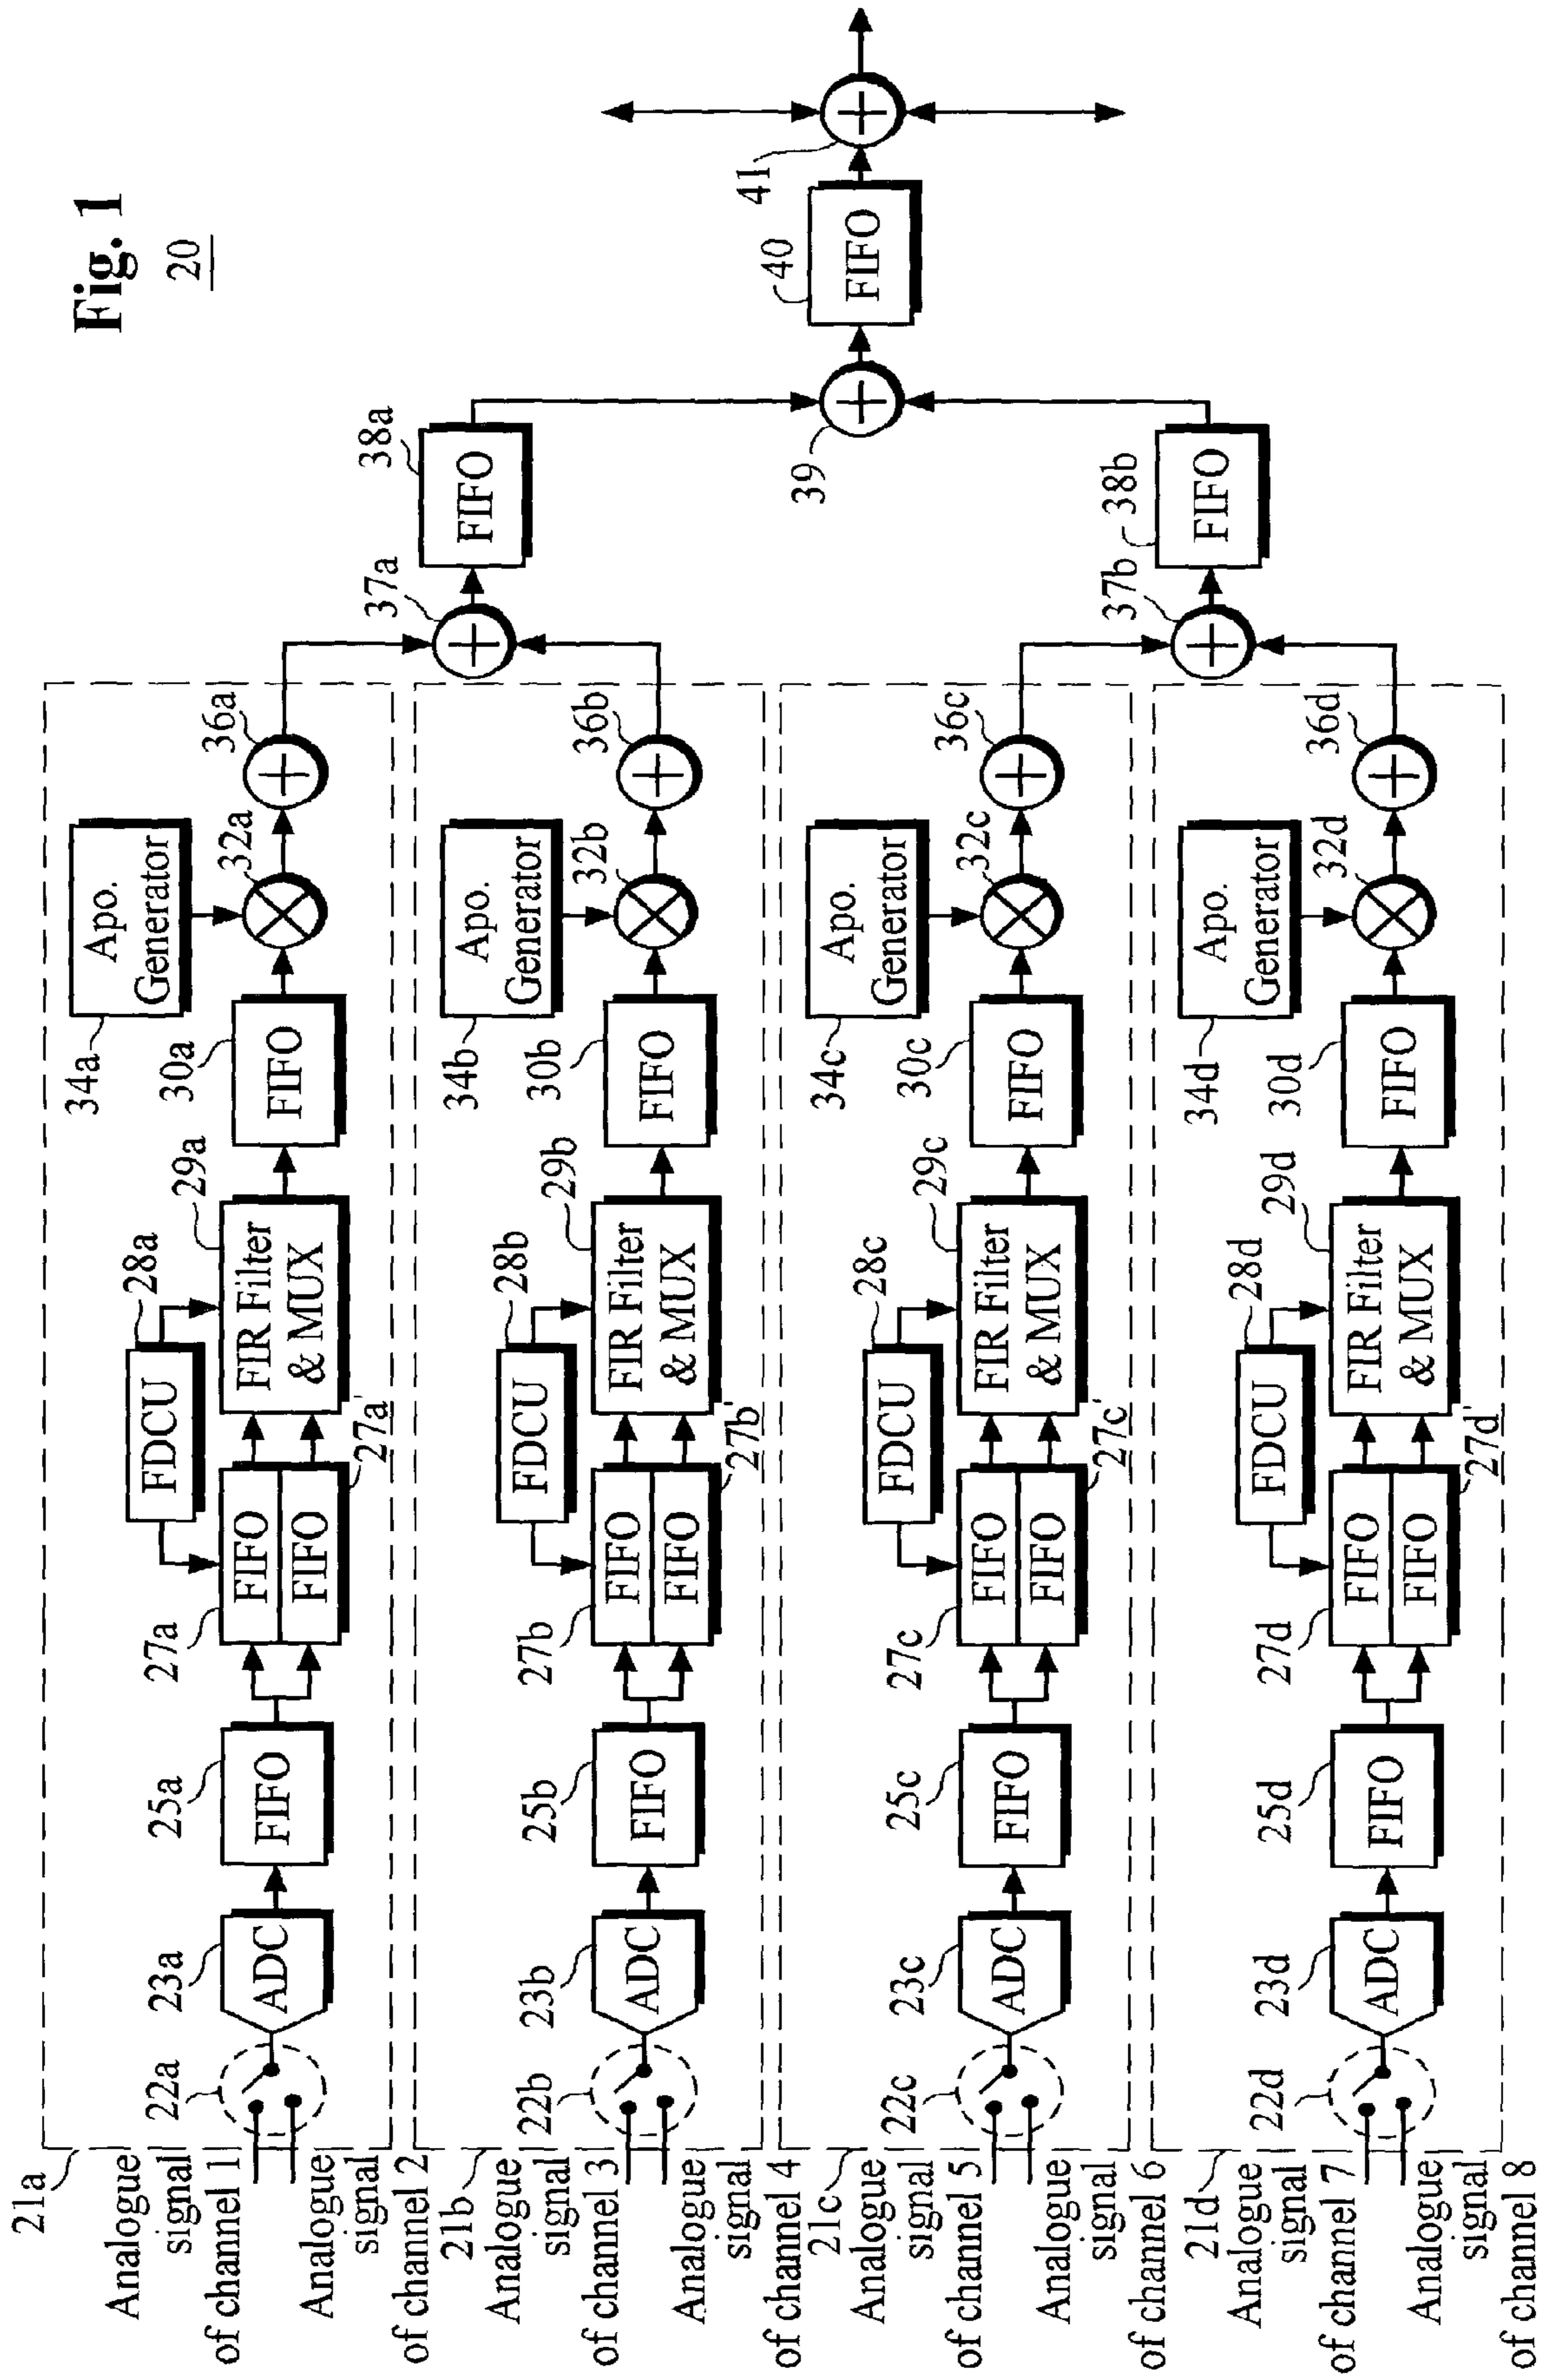 Fig. 1
20
21a
Analogue
signal
of channel 1
Analogue
signal
of channel 2
22a
23a
ADC
25a
FIFO
27a
FIFO
FIFO
27a'
FDCU
28a
29a
FIR Filter
& MUX
30a
FIFO
34a
Apo.
Generator
32a
36a
21b
Analogue
signal
of channel 3
Analogue
signal
of channel 4
22b
23b
ADC
25b
FIFO
27b
FIFO
FIFO
27b'
FDCU
28b
29b
FIR Filter
& MUX
30b
FIFO
34b
Apo.
Generator
32b
36b
21c
Analogue
signal
of channel 5
Analogue
signal
of channel 6
22c
23c
ADC
25c
FIFO
27c
FIFO
FIFO
27c'
FDCU
28c
29c
FIR Filter
& MUX
30c
FIFO
34c
Apo.
Generator
32c
36c
21d
Analogue
signal
of channel 7
Analogue
signal
of channel 8
22d
23d
ADC
25d
FIFO
27d
FIFO
FIFO
27d'
FDCU
28d
29d
FIR Filter
& MUX
30d
FIFO
34d
Apo.
Generator
32d
36d
37a
38a
FIFO
37b
38b
FIFO
39
40
FIFO
41